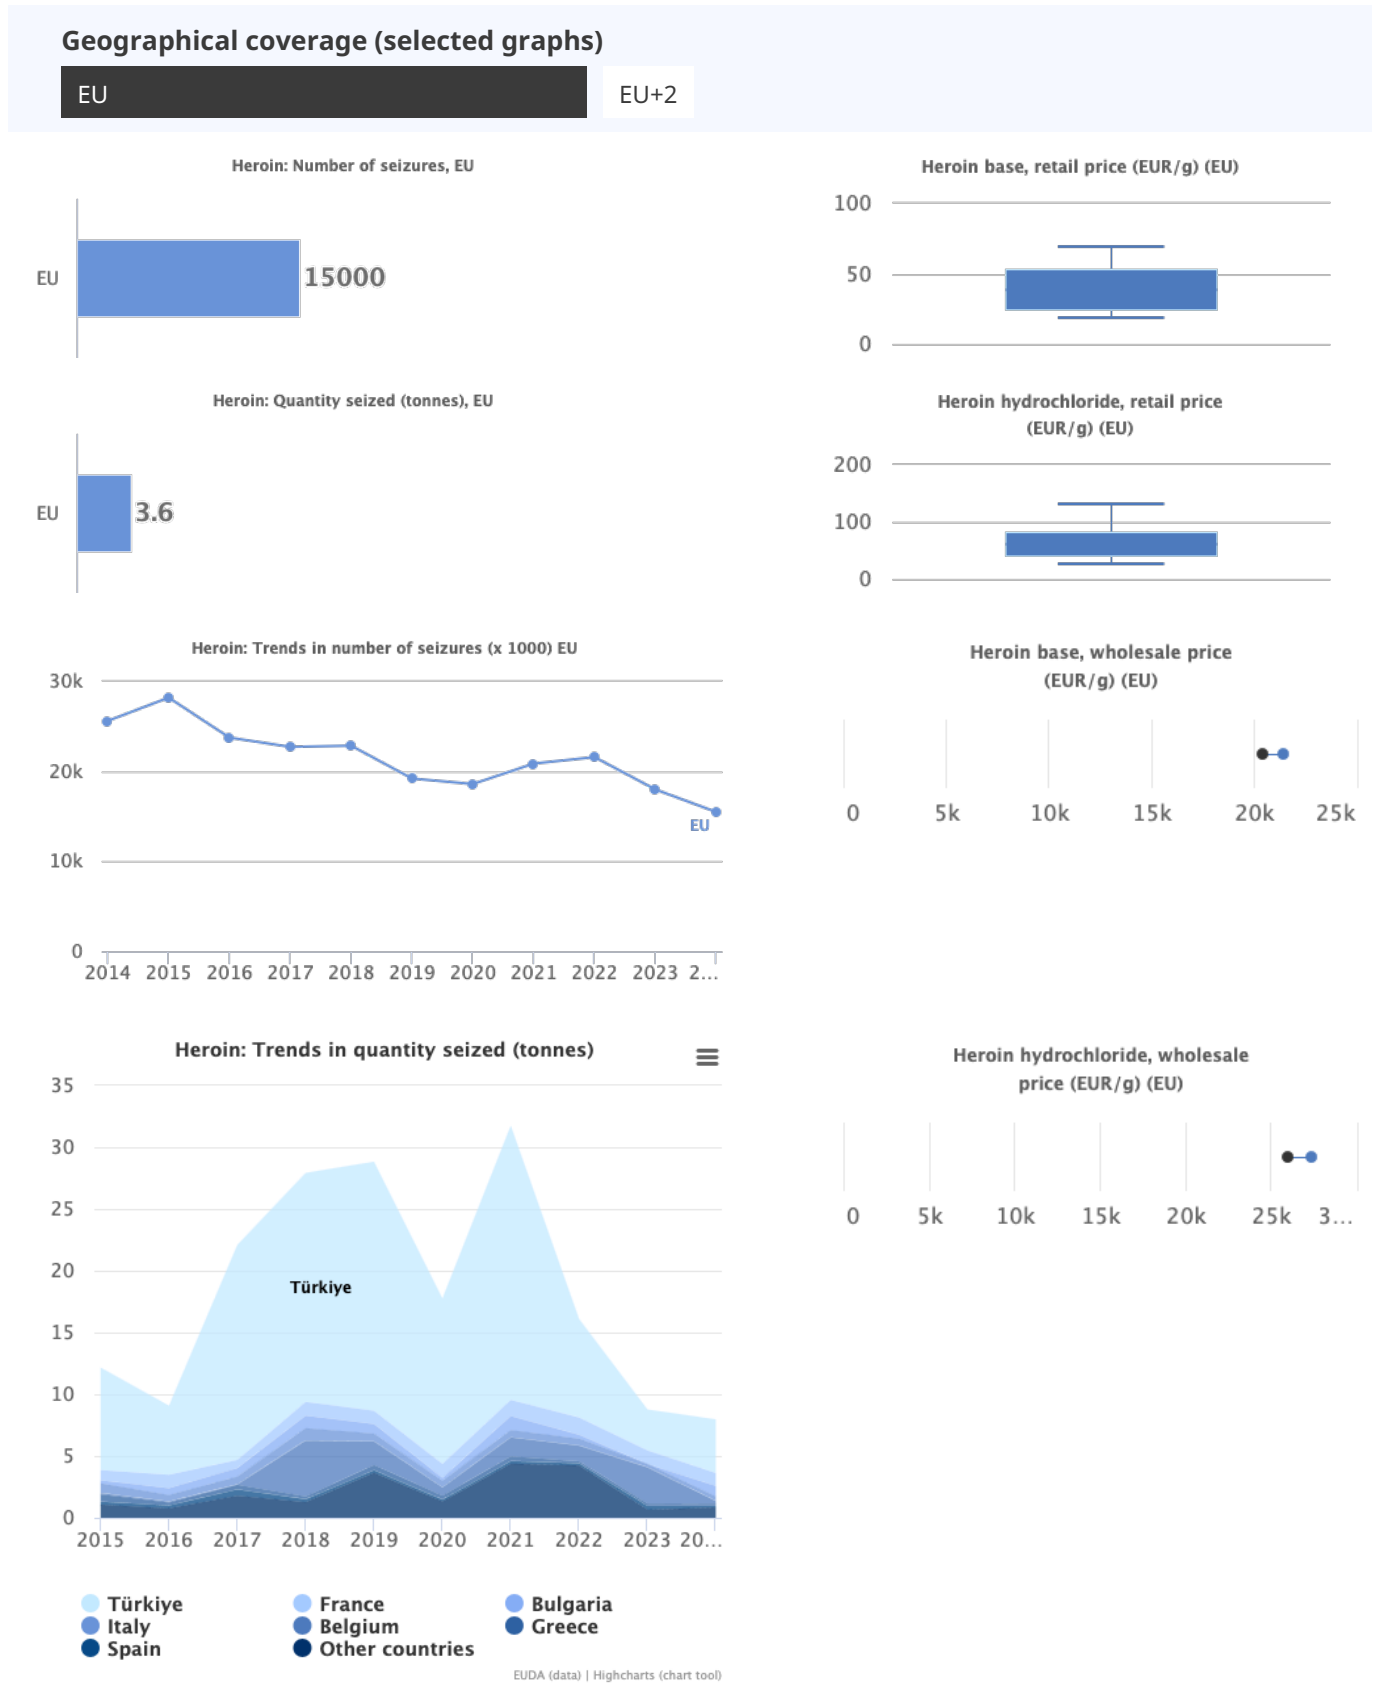 Geographical coverage (selected graphs)
EU
EU+2
Heroin: Number of seizures, EU
EU
15000
Heroin: Quantity seized (tonnes), EU
EU
3.6
Heroin: Trends in number of seizures (x 1000) EU
30k
20k
10k
0
EU
2014 2015 2016 2017 2018 2019 2020 2021 2022 2023 2...
Heroin: Trends in quantity seized (tonnes)
35
30
25
20
15
10
5
0
Türkiye
2015 2016 2017 2018 2019 2020 2021 2022 2023 20...
Türkiye France Bulgaria
Italy Belgium Greece
Spain Other countries
EUDA (data) | Highcharts (chart tool)
Heroin base, retail price (EUR/g) (EU)
100
50
0
Heroin hydrochloride, retail price
(EUR/g) (EU)
200
100
0
Heroin base, wholesale price
(EUR/g) (EU)
0 5k 10k 15k 20k 25k
Heroin hydrochloride, wholesale
price (EUR/g) (EU)
0 5k 10k 15k 20k 25k 3...